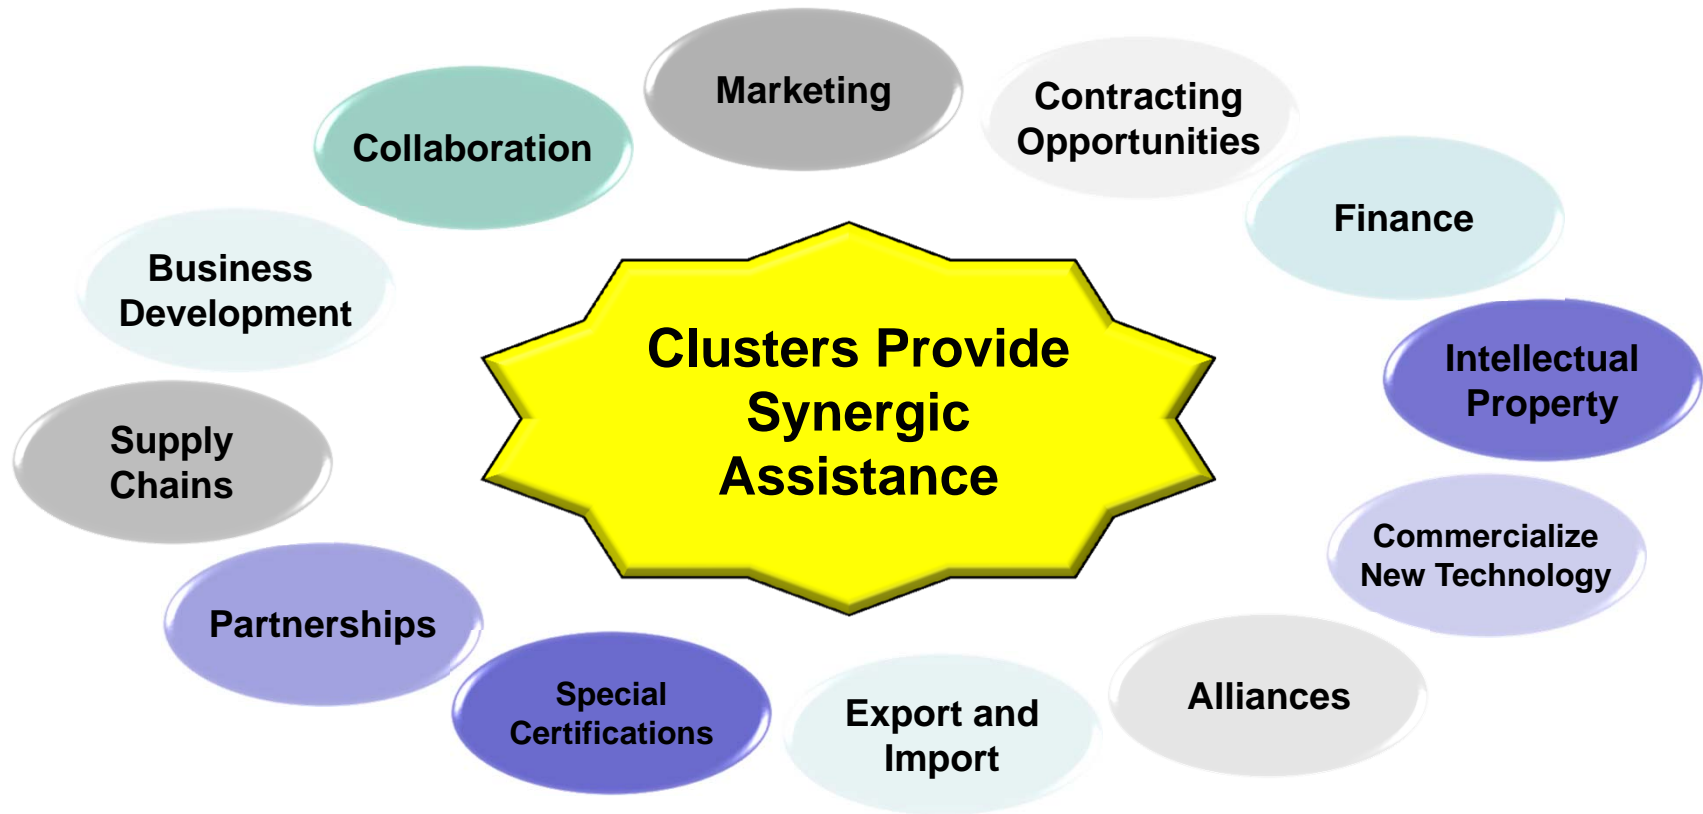 Marketing
Contracting
Opportunities
Collaboration
Finance
Business
Development
Clusters Provide
Synergic
Assistance
Intellectual
Property
Supply
Chains
Commercialize
New Technology
Partnerships
Special
Certifications
Export and
Import
Alliances